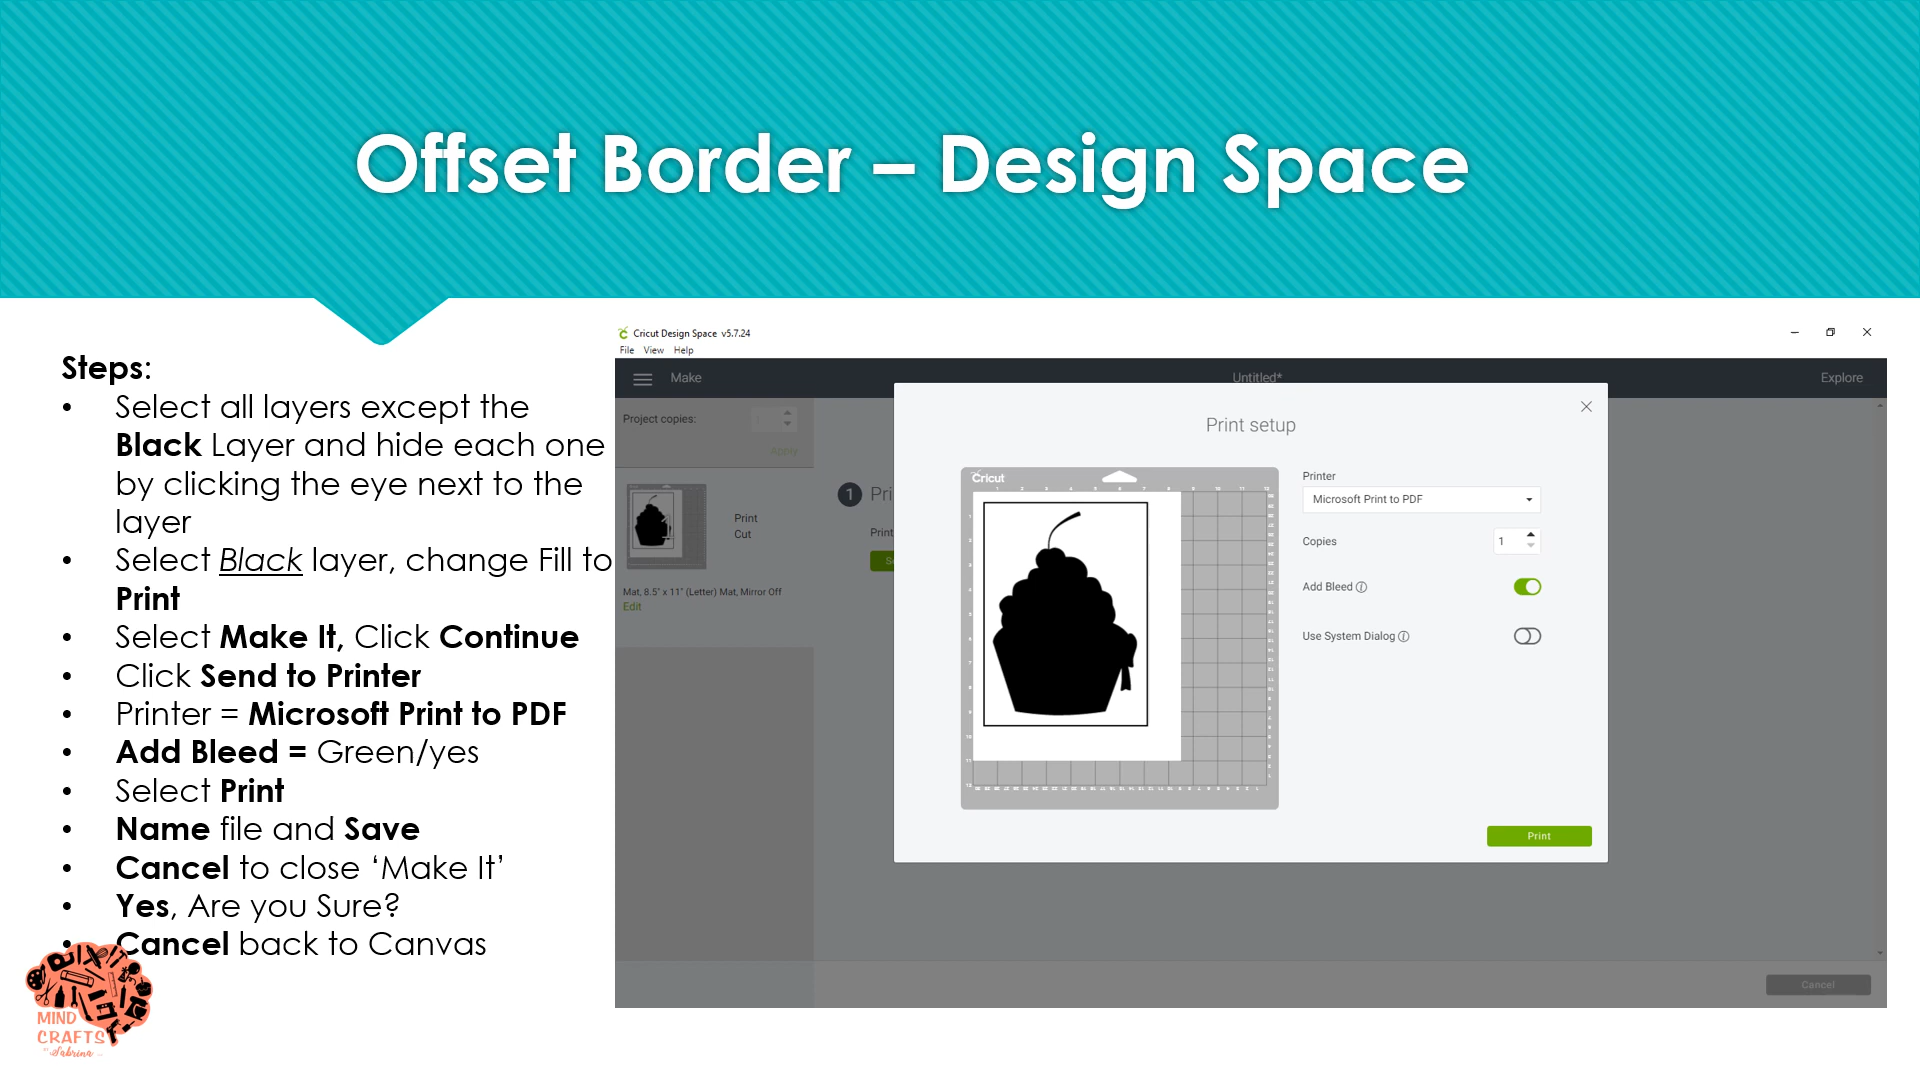 Offset Border – Design Space
Steps:
• Select all layers except the
Black Layer and hide each one
by clicking the eye next to the
layer
• Select Black layer, change Fill to
Print
• Select Make It, Click Continue
• Click Send to Printer
• Printer = Microsoft Print to PDF
• Add Bleed = Green/yes
• Select Print
• Name file and Save
• Cancel to close ‘Make It’
• Yes, Are you Sure?
• Cancel back to Canvas
MIND
CRAFTS
Sabrina
Cricut Design Space v5.7.24
File View Help
Make
Untitled*
Explore
Project copies:
Apply
Print
Cut
Mat, 8.5" x 11" (Letter) Mat, Mirror Off
Edit
1 Pri
Print
S
Print setup
Cricut
Printer
Microsoft Print to PDF
Copies
1
Add Bleed
Use System Dialog
Print
Cancel